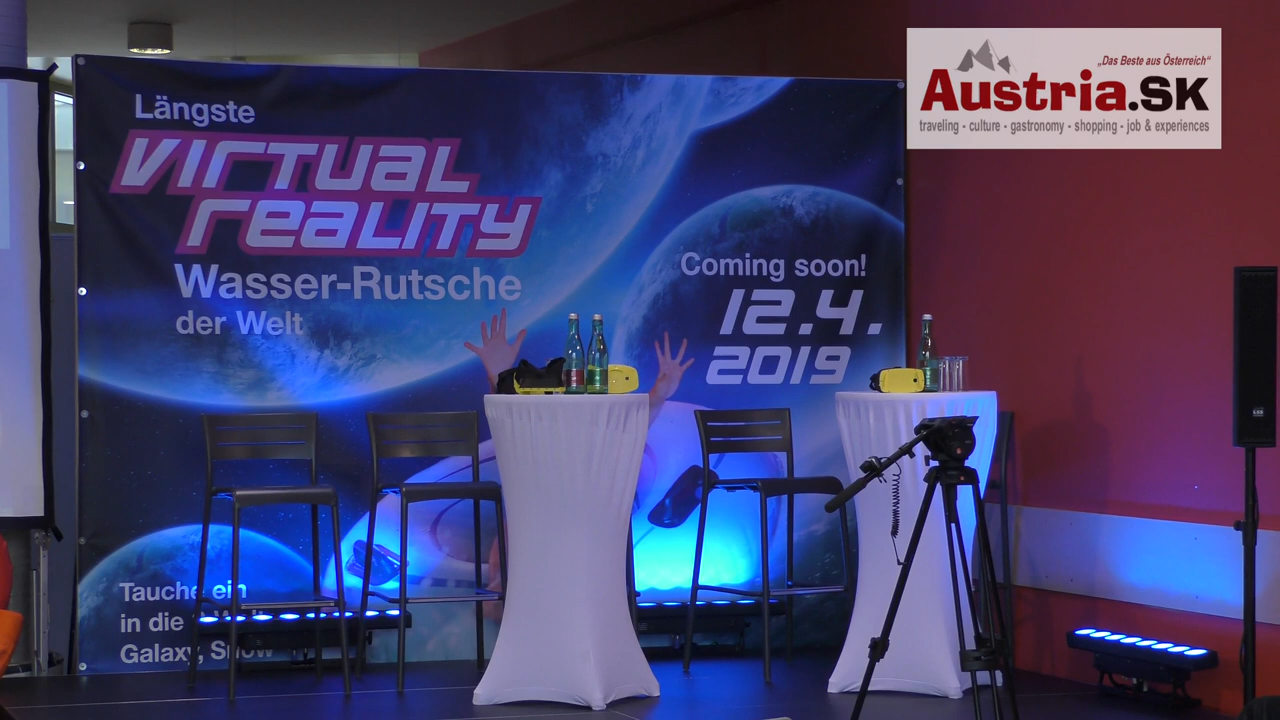 Längste
VIRTUAL
REALITY
Wasser-Rutsche
der Welt
Coming soon!
12.4.
2019
Tauche ein
in die
Galaxy, Snow
„Das Beste aus Österreich"
Austria.SK
traveling - culture - gastronomy - shopping - job & experiences